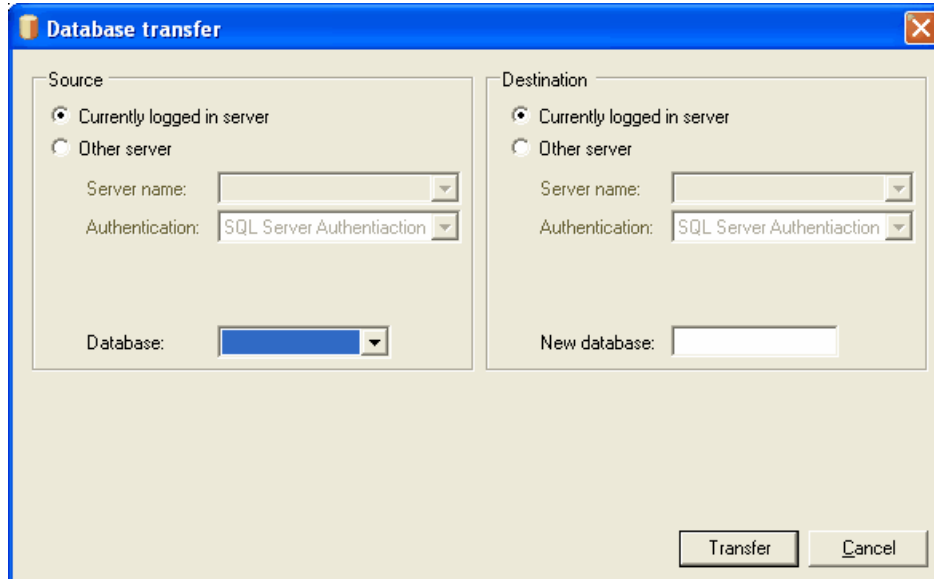 Database transfer
Source
Currently logged in server
Other server
Server name:
Authentication: SQL Server Authentiaction
Database:
Destination
Currently logged in server
Other server
Server name:
Authentication: SQL Server Authentiaction
New database:
Transfer Cancel